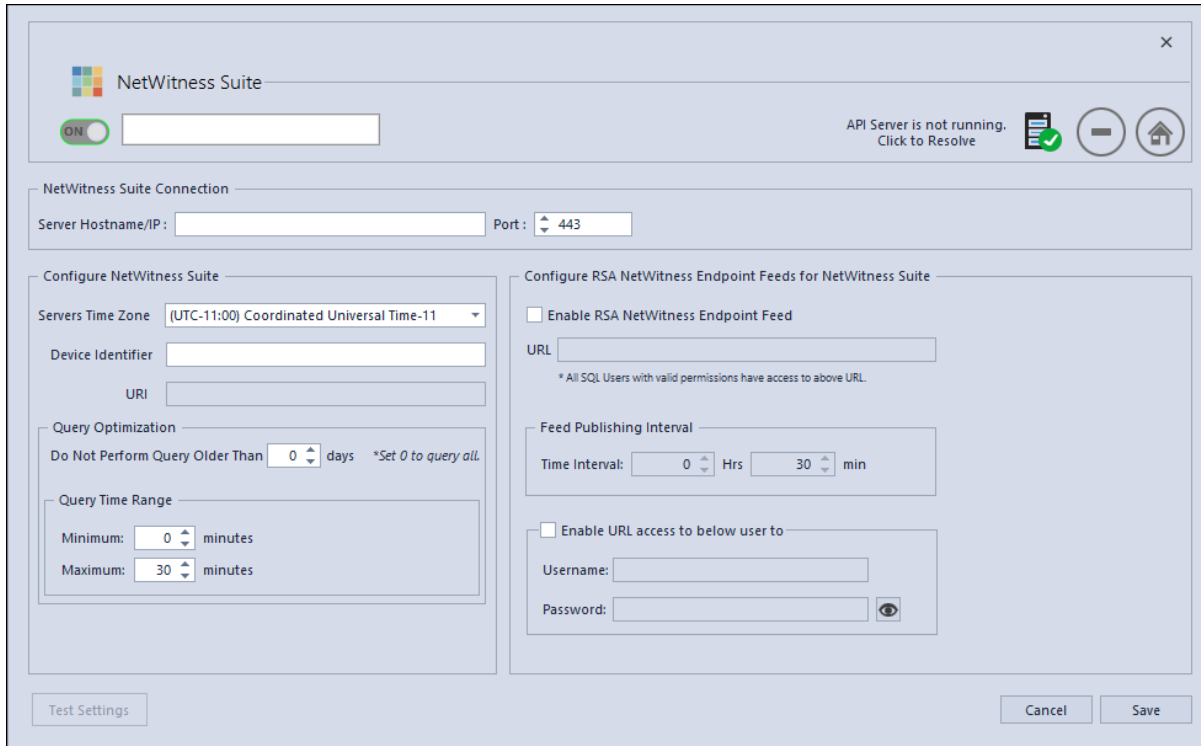 NetWitness Suite
ON
API Server is not running.
Click to Resolve
NetWitness Suite Connection
Server Hostname/IP :
Port : 443
Configure NetWitness Suite
Servers Time Zone (UTC-11:00) Coordinated Universal Time-11
Device Identifier
URI
Query Optimization
Do Not Perform Query Older Than 0 days *Set 0 to query all.
Query Time Range
Minimum: 0 minutes
Maximum: 30 minutes
Configure RSA NetWitness Endpoint Feeds for NetWitness Suite
Enable RSA NetWitness Endpoint Feed
URL
* All SQL Users with valid permissions have access to above URL.
Feed Publishing Interval
Time Interval: 0 Hrs 30 min
Enable URL access to below user to
Username:
Password:
Test Settings
Cancel
Save